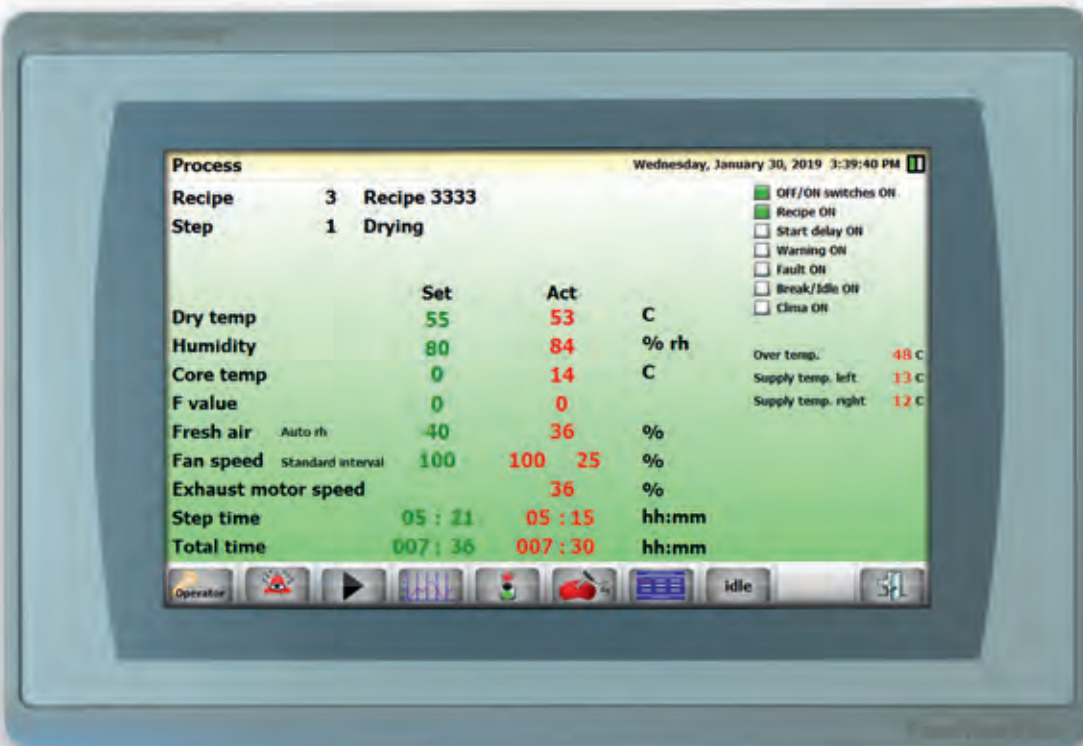 Process Wednesday, January 30, 2019 3:39:40 PM
Recipe 3 Recipe 3333
Step 1 Drying
OFF/ON switches ON
Recipe ON
Start delay ON
Warning ON
Fault ON
Break/Idle ON
Clima ON
Set Act
Dry temp 55 53 C
Humidity 80 84 % rh
Core temp 0 14 C
F value 0 0
Fresh air Auto rh 40 36 %
Fan speed Standard interval 100 100 25 %
Exhaust motor speed 36 %
Step time 05 : 21 05 : 15 hh:mm
Total time 007 : 36 007 : 30 hh:mm
Over temp. 48 C
Supply temp. left 13 C
Supply temp. right 12 C
Operator idle